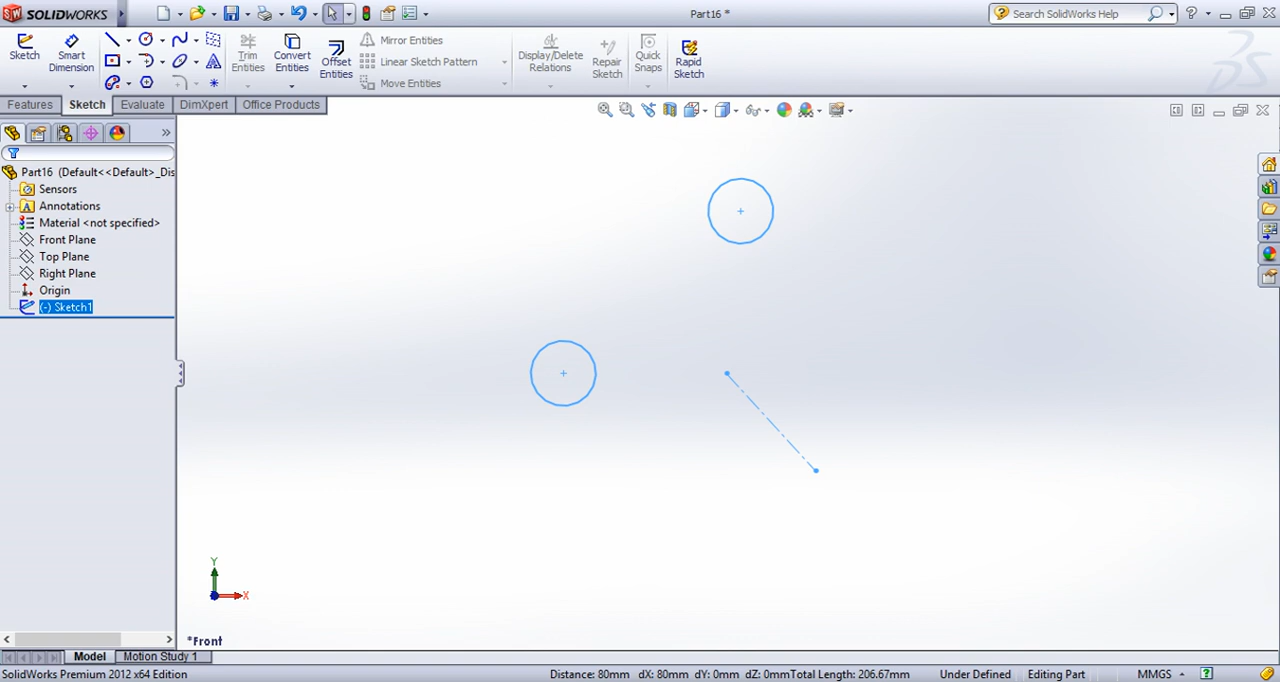 SOLIDWORKS
Part16 *
Search SolidWorks Help
Sketch
Smart Dimension
Trim Entities
Convert Entities
Offset Entities
Mirror Entities
Linear Sketch Pattern
Move Entities
Display/Delete Relations
Repair Sketch
Quick Snaps
Rapid Sketch
Features
Sketch
Evaluate
DimXpert
Office Products
Part16 (Default<<Default>_Dis
Sensors
Annotations
Material <not specified>
Front Plane
Top Plane
Right Plane
Origin
(-) Sketch1
Y
X
*Front
Model
Motion Study 1
SolidWorks Premium 2012 x64 Edition
Distance: 80mm dX: 80mm dY: 0mm dZ: 0mmTotal Length: 206.67mm
Under Defined
Editing Part
MMGS